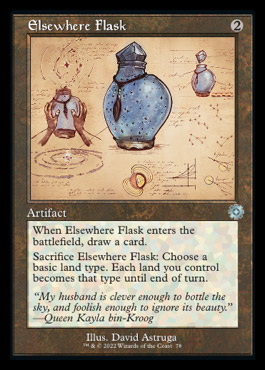 Elsewhere Flask 2
Artifact
When Elsewhere Flask enters the
battlefield, draw a card.
Sacrifice Elsewhere Flask: Choose a
basic land type. Each land you control
becomes that type until end of turn.
“My husband is clever enough to bottle the
sky, and foolish enough to ignore its beauty.”
—Queen Kayla bin-Kroog
Illus. David Astruga
™ & © 2022 Wizards of the Coast 78